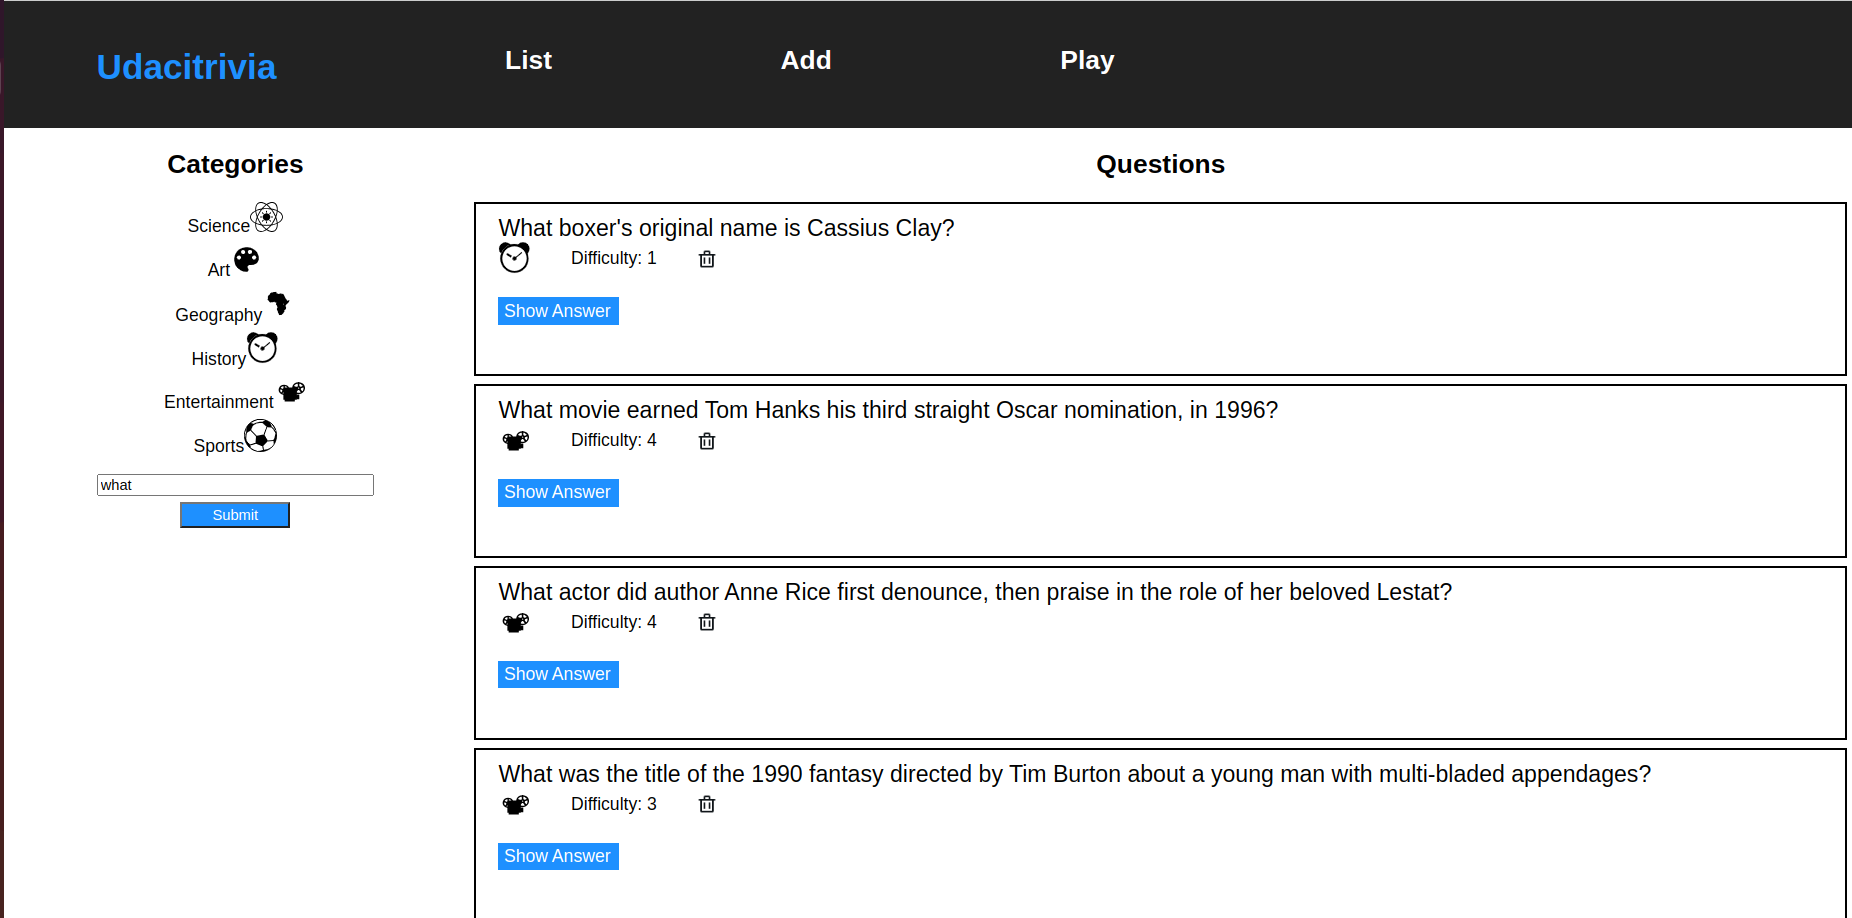 Udacitrivia
List
Add
Play
Categories
Science
Art
Geography
History
Entertainment
Sports
what
Submit
Questions
What boxer's original name is Cassius Clay?
Difficulty: 1
Show Answer
What movie earned Tom Hanks his third straight Oscar nomination, in 1996?
Difficulty: 4
Show Answer
What actor did author Anne Rice first denounce, then praise in the role of her beloved Lestat?
Difficulty: 4
Show Answer
What was the title of the 1990 fantasy directed by Tim Burton about a young man with multi-bladed appendages?
Difficulty: 3
Show Answer